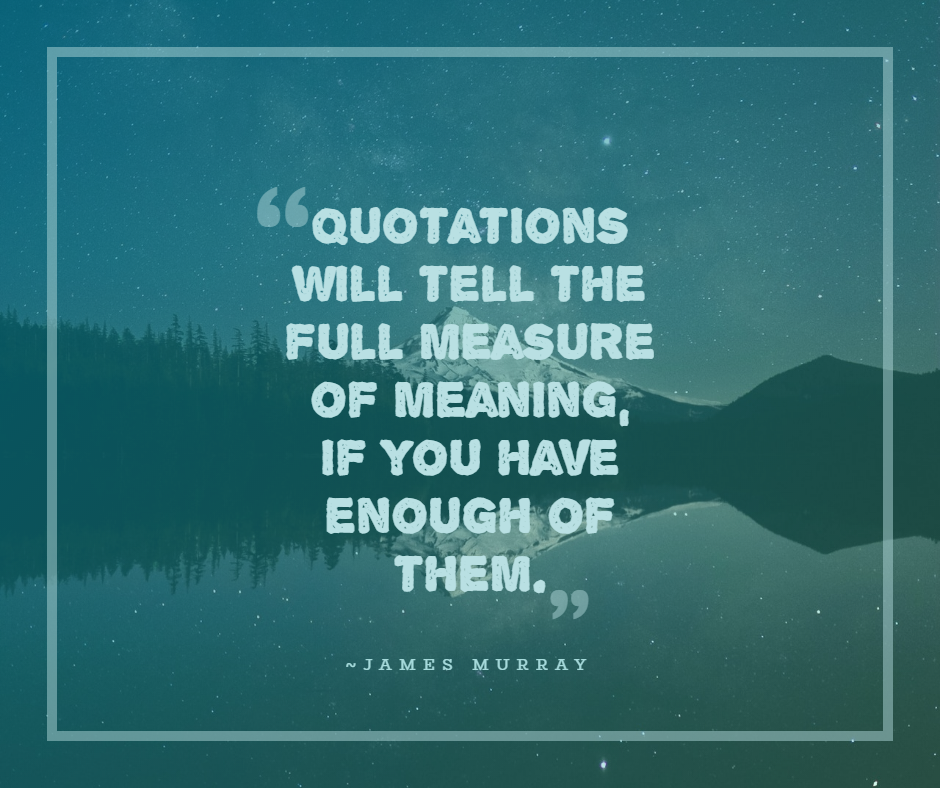 “QUOTATIONS
WILL TELL THE
FULL MEASURE
OF MEANING,
IF YOU HAVE
ENOUGH OF
THEM.”
~JAMES MURRAY